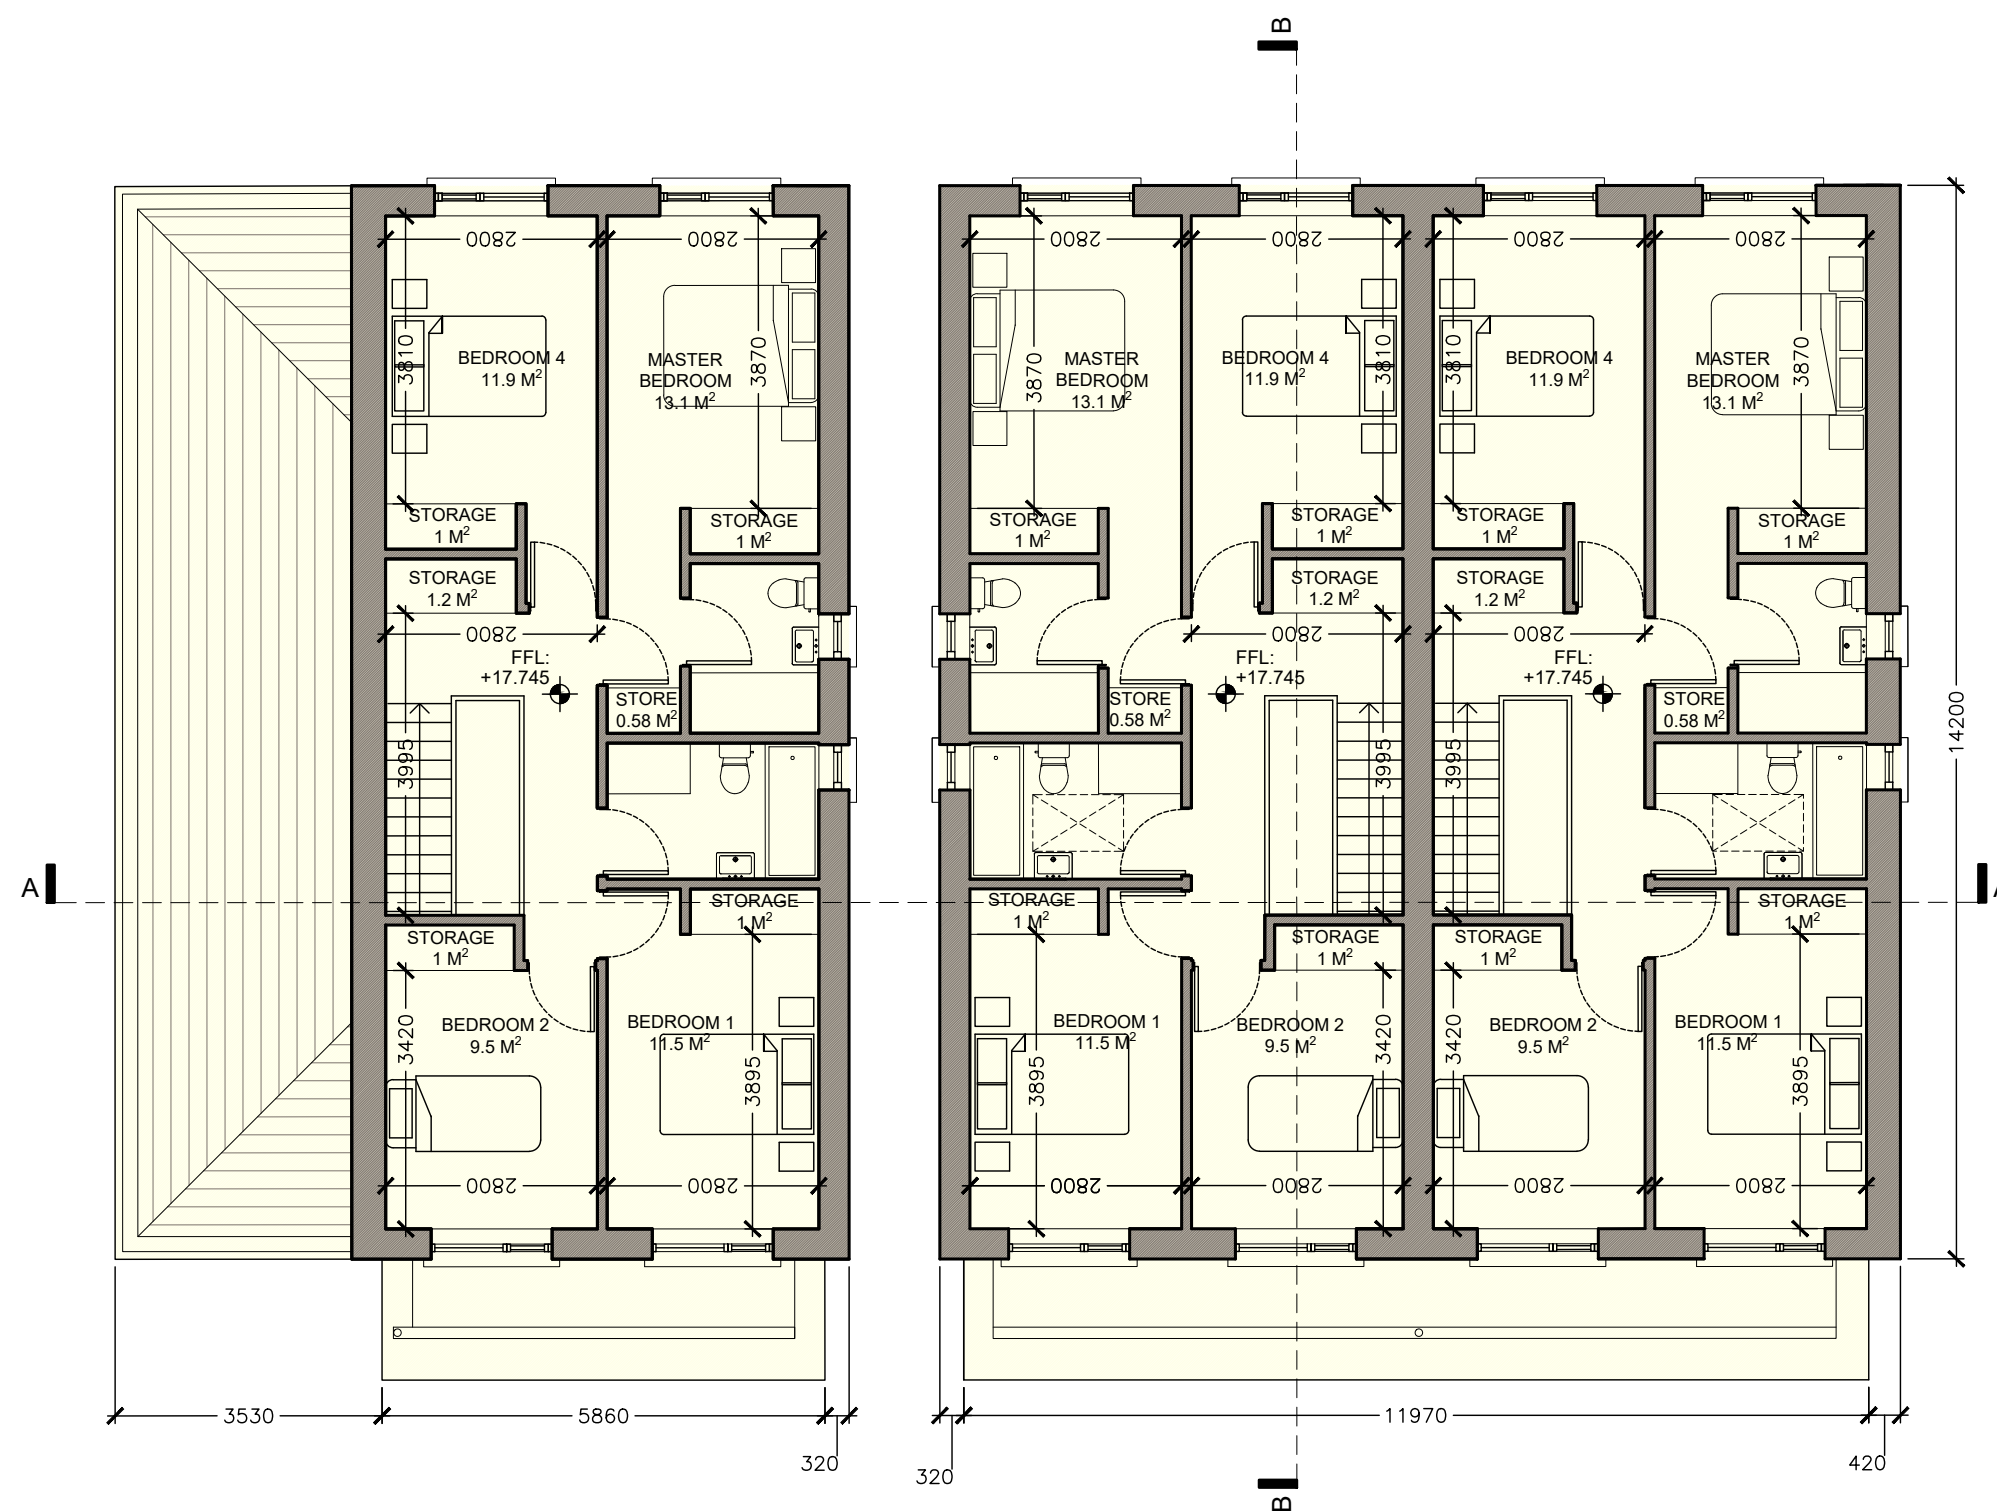 B
2800
2800
2800
2800
2800
2800
3810
3870
3870
3810
3810
3870
BEDROOM 4
11.9 M²
MASTER
BEDROOM
13.1 M²
MASTER
BEDROOM
13.1 M²
BEDROOM 4
11.9 M²
BEDROOM 4
11.9 M²
MASTER
BEDROOM
13.1 M²
STORAGE
1 M²
STORAGE
1 M²
STORAGE
1 M²
STORAGE
1 M²
STORAGE
1 M²
STORAGE
1 M²
STORAGE
1.2 M²
STORAGE
1.2 M²
STORAGE
1.2 M²
2800
2800
2800
FFL:
+17.745
FFL:
+17.745
FFL:
+17.745
STORE
0.58 M²
STORE
0.58 M²
STORE
0.58 M²
3995
3995
3995
14200
A
A
STORAGE
1 M²
STORAGE
1 M²
STORAGE
1 M²
STORAGE
1 M²
STORAGE
1 M²
STORAGE
1 M²
BEDROOM 2
9.5 M²
BEDROOM 1
11.5 M²
BEDROOM 1
11.5 M²
BEDROOM 2
9.5 M²
BEDROOM 2
9.5 M²
BEDROOM 1
11.5 M²
3420
3895
3895
3420
3420
3895
2800
2800
2800
2800
2800
2800
3530
5860
11970
320
320
420
B